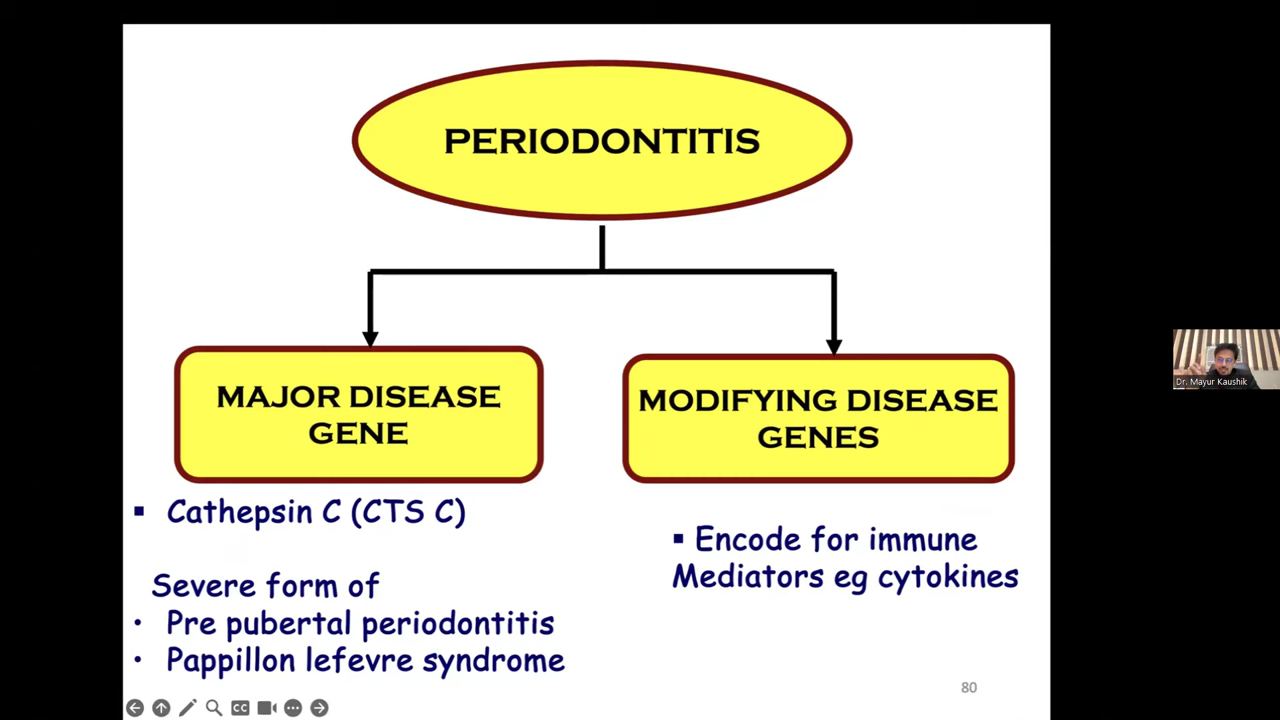 PERIODONTITIS
MAJOR DISEASE
GENE
MODIFYING DISEASE
GENES
▪ Cathepsin C (CTS C)
Severe form of
• Pre pubertal periodontitis
• Pappillon lefevre syndrome
▪ Encode for immune
Mediators eg cytokines
80
CC
Dr. Mayur Kaushik